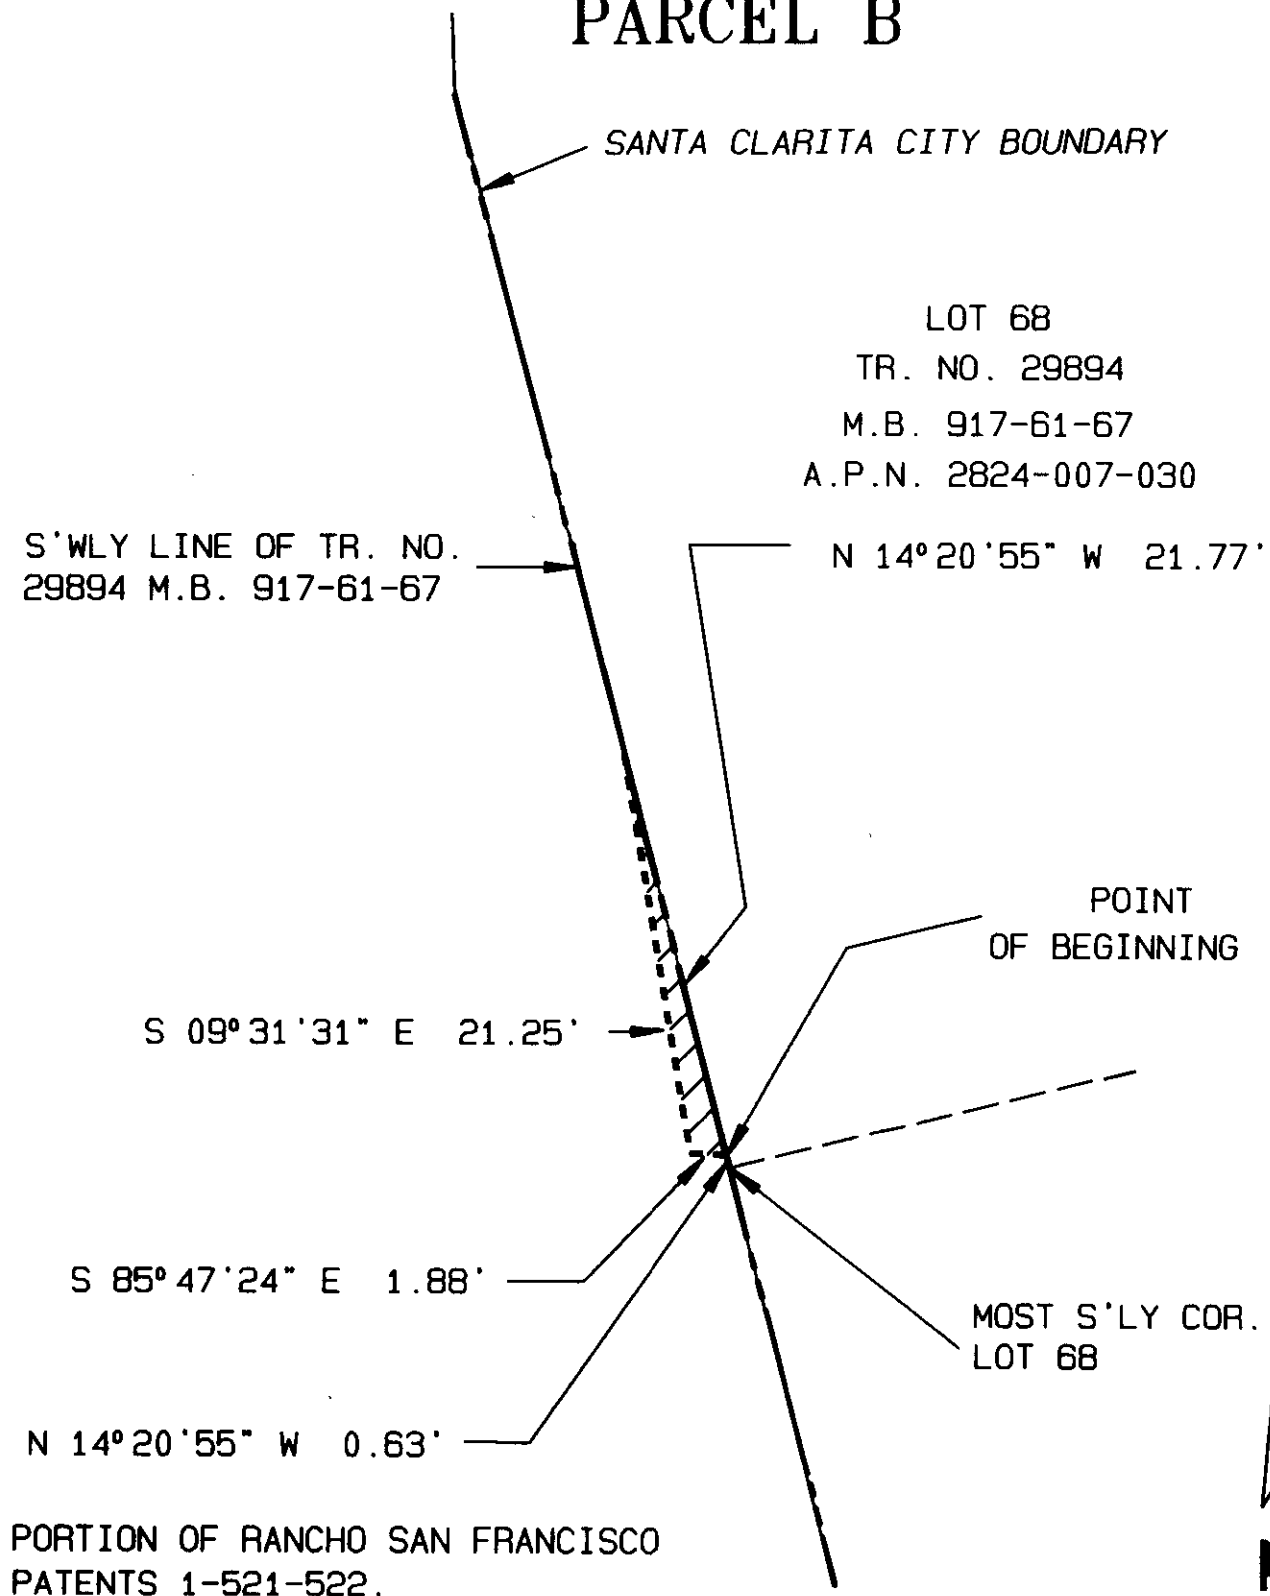 PARCEL B
SANTA CLARITA CITY BOUNDARY
LOT 68
TR. NO. 29894
M.B. 917-61-67
A.P.N. 2824-007-030
S'WLY LINE OF TR. NO.
29894 M.B. 917-61-67
N 14°20'55" W 21.77'
POINT
OF BEGINNING
S 09°31'31" E 21.25'
S 85°47'24" E 1.88'
MOST S'LY COR.
LOT 68
N 14°20'55" W 0.63'
PORTION OF RANCHO SAN FRANCISCO
PATENTS 1-521-522.